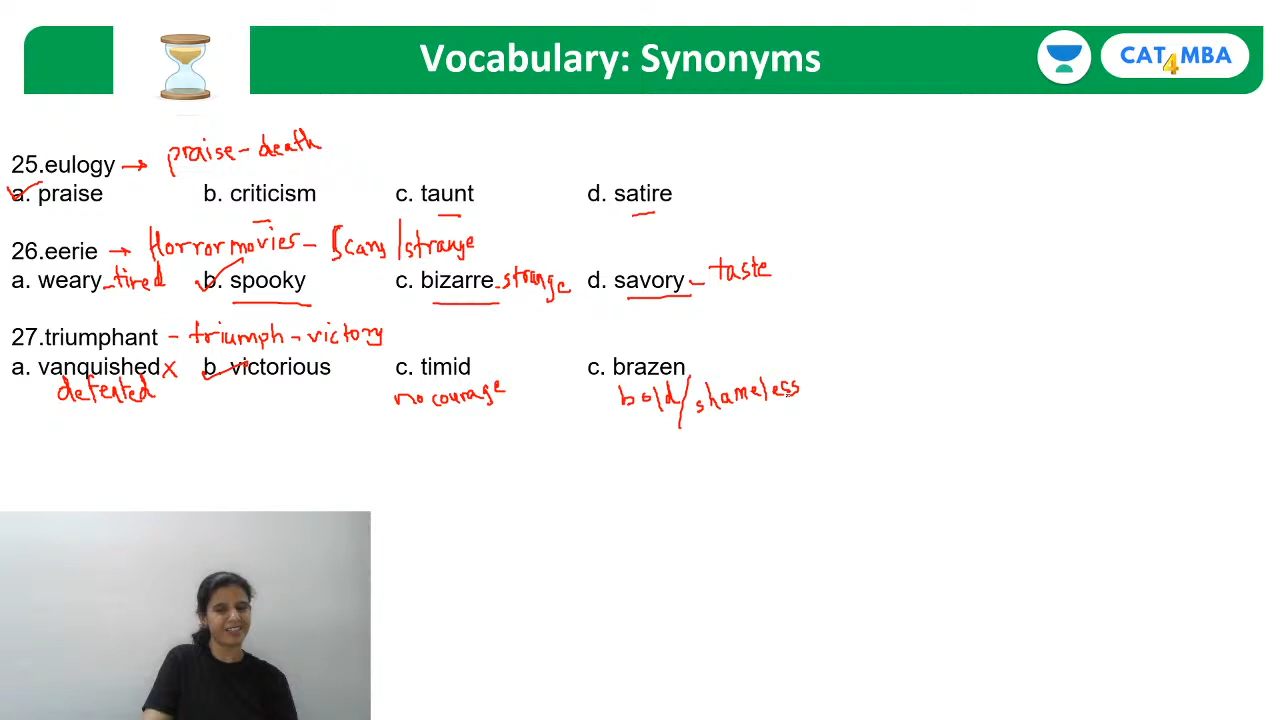 Vocabulary: Synonyms
CAT4MBA
25.eulogy → praise - death
a. praise b. criticism c. taunt d. satire
26.eerie → Horror movies - Scary / strange
a. weary - tired b. spooky c. bizarre - strange d. savory - taste
27.triumphant - triumph - victory
a. vanquished x b. victorious c. timid c. brazen
defeated no courage bold/shameless